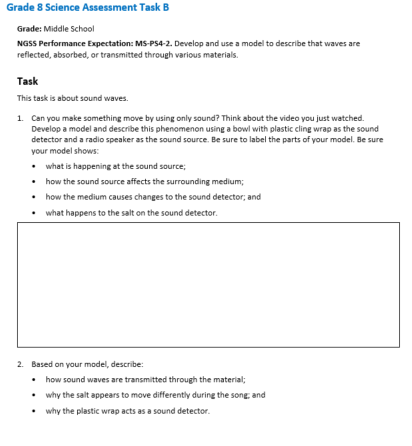 Grade 8 Science Assessment Task B
Grade: Middle School
NGSS Performance Expectation: MS-PS4-2. Develop and use a model to describe that waves are
reflected, absorbed, or transmitted through various materials.
Task
This task is about sound waves.
1. Can you make something move by using only sound? Think about the video you just watched.
Develop a model and describe this phenomenon using a bowl with plastic cling wrap as the sound
detector and a radio speaker as the sound source. Be sure to label the parts of your model. Be sure
your model shows:
• what is happening at the sound source;
• how the sound source affects the surrounding medium;
• how the medium causes changes to the sound detector; and
• what happens to the salt on the sound detector.
2. Based on your model, describe:
• how sound waves are transmitted through the material;
• why the salt appears to move differently during the song; and
• why the plastic wrap acts as a sound detector.